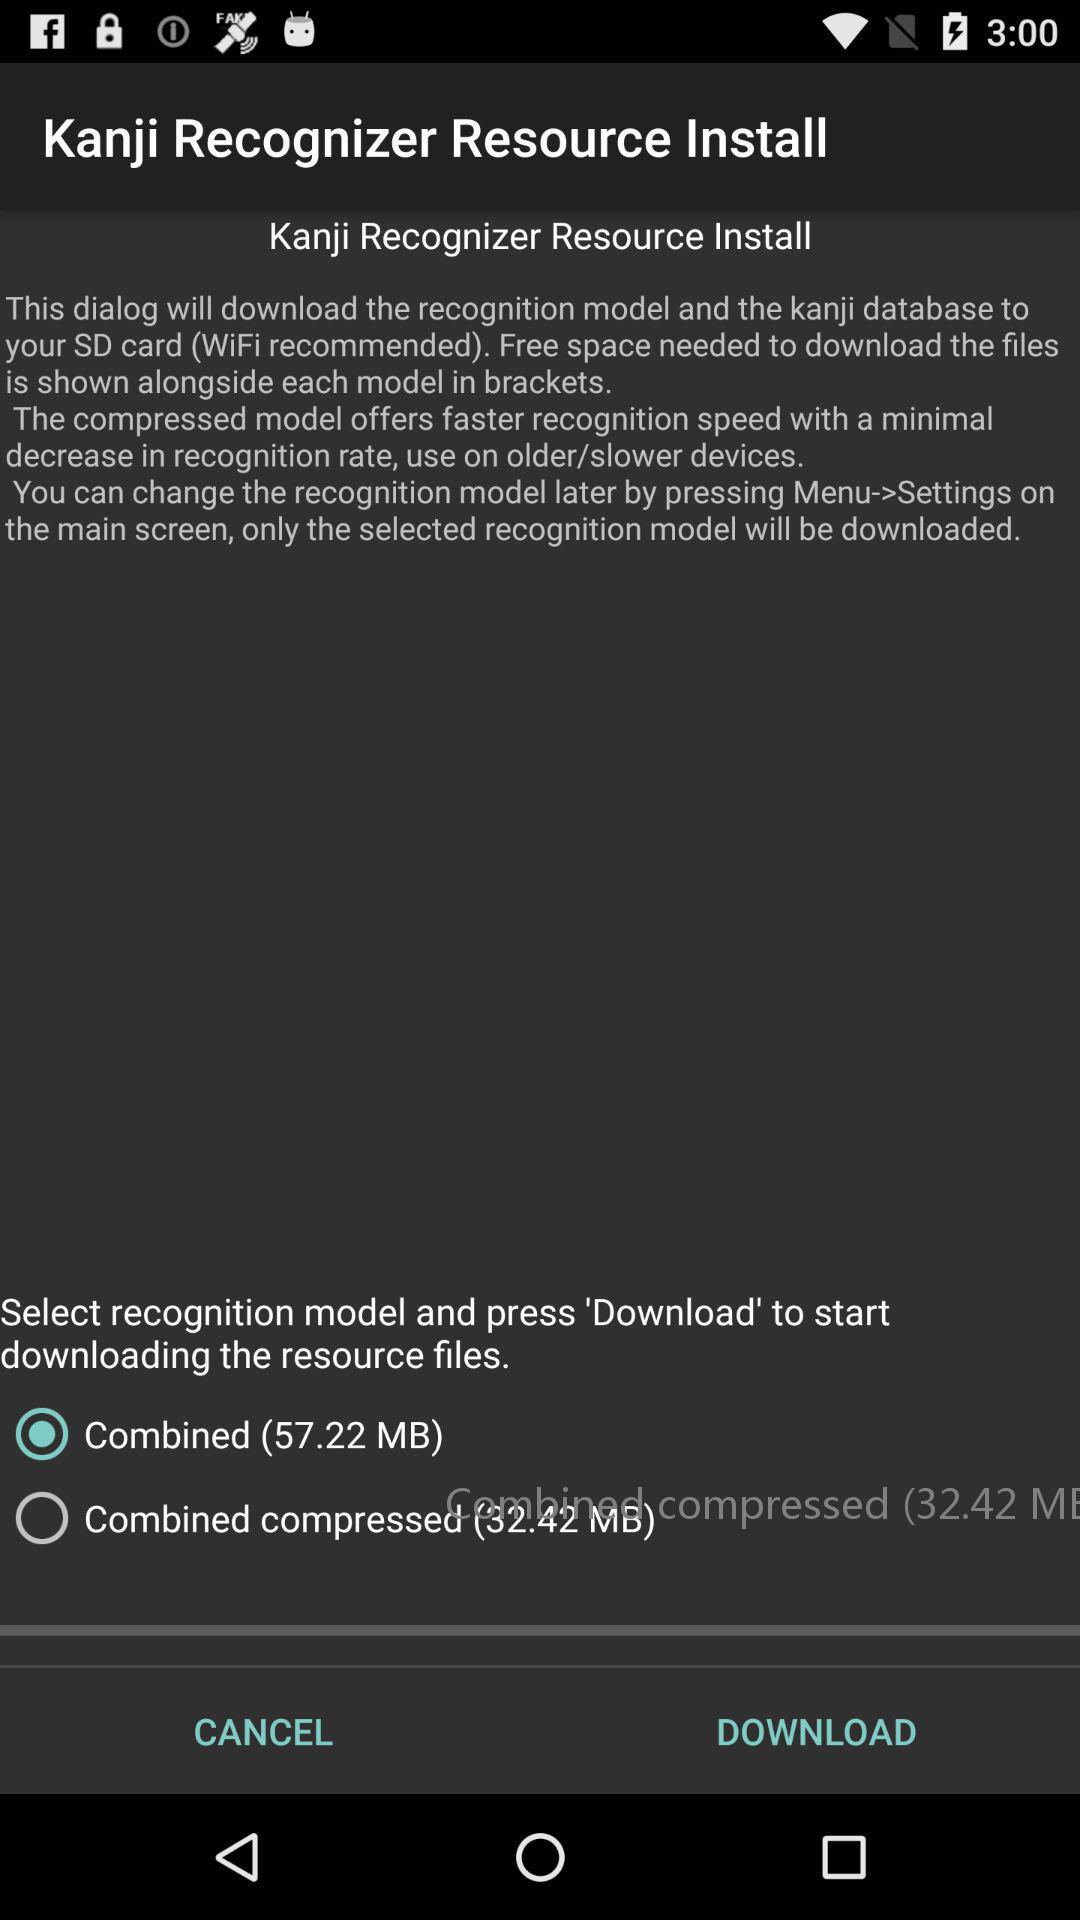 FAKE
3:00
Kanji Recognizer Resource Install
Kanji Recognizer Resource Install
This dialog will download the recognition model and the kanji database to
your SD card (WiFi recommended). Free space needed to download the files
is shown alongside each model in brackets.
The compressed model offers faster recognition speed with a minimal
decrease in recognition rate, use on older/slower devices.
You can change the recognition model later by pressing Menu->Settings on
the main screen, only the selected recognition model will be downloaded.
Select recognition model and press 'Download' to start
downloading the resource files.
Combined (57.22 MB)
Combined compressed (32.42 MB)
Combined compressed (32.42 MB
CANCEL
DOWNLOAD